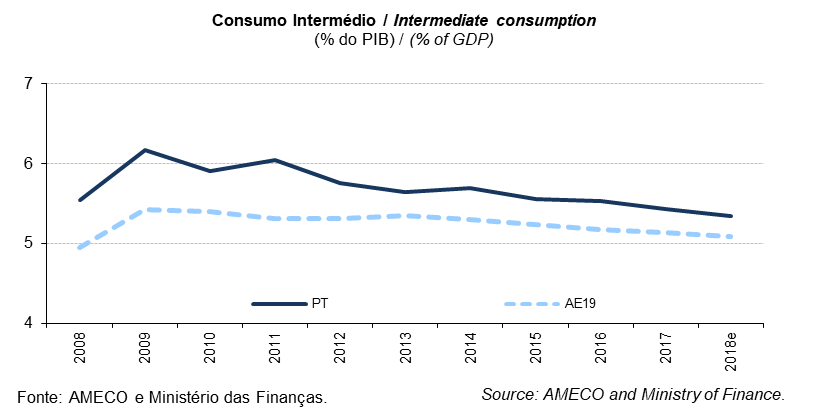 Consumo Intermédio / Intermediate consumption
(% do PIB) / (% of GDP)
7
6
5
4
PT
AE19
2008
2009
2010
2011
2012
2013
2014
2015
2016
2017
2018e
Fonte: AMECO e Ministério das Finanças.
Source: AMECO and Ministry of Finance.